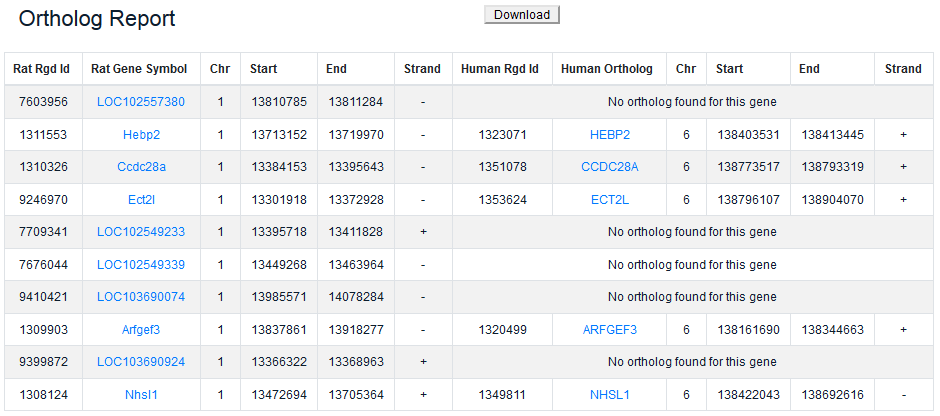 Ortholog Report
Download
Rat Rgd Id Rat Gene Symbol Chr Start End Strand Human Rgd Id Human Ortholog Chr Start End Strand
7603956 LOC102557380 1 13810785 13811284 - No ortholog found for this gene
1311553 Hebp2 1 13713152 13719970 - 1323071 HEBP2 6 138403531 138413445 +
1310326 Ccdc28a 1 13384153 13395643 - 1351078 CCDC28A 6 138773517 138793319 +
9246970 Ect2l 1 13301918 13372928 - 1353624 ECT2L 6 138796107 138904070 +
7709341 LOC102549233 1 13395718 13411828 + No ortholog found for this gene
7676044 LOC102549339 1 13449268 13463964 - No ortholog found for this gene
9410421 LOC103690074 1 13985571 14078284 - No ortholog found for this gene
1309903 Arfgef3 1 13837861 13918277 - 1320499 ARFGEF3 6 138161690 138344663 +
9399872 LOC103690924 1 13366322 13368963 + No ortholog found for this gene
1308124 Nhsl1 1 13472694 13705364 + 1349811 NHSL1 6 138422043 138692616 -